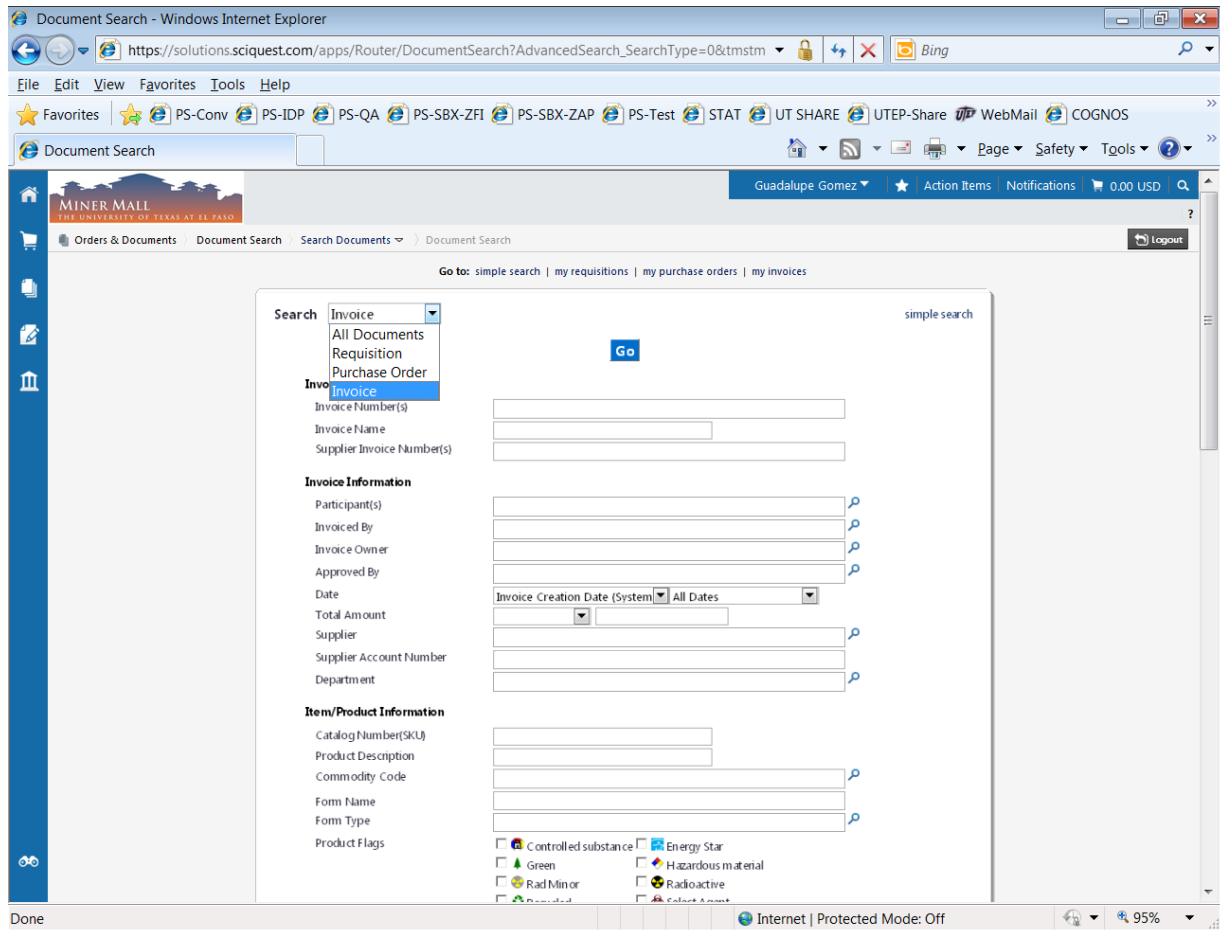 Document Search - Windows Internet Explorer
https://solutions.sciquest.com/apps/Router/DocumentSearch?AdvancedSearch_SearchType=0&tmstm
Bing
File Edit View Favorites Tools Help
Favorites PS-Conv PS-IDP PS-QA PS-SBX-ZFI PS-SBX-ZAP PS-Test STAT UT SHARE UTEP-Share UTEP WebMail COGNOS
Document Search Page Safety Tools
MINER MALL
THE UNIVERSITY OF TEXAS AT EL PASO
Guadalupe Gomez Action Items Notifications 0.00 USD
?
Orders & Documents Document Search Search Documents Document Search Logout
Go to: simple search | my requisitions | my purchase orders | my invoices
Search Invoice simple search
All Documents
Requisition
Go
Purchase Order
Invo
Invoice
Invoice Number(s)
Invoice Name
Supplier Invoice Number(s)
Invoice Information
Participant(s)
Invoiced By
Invoice Owner
Approved By
Date Invoice Creation Date (System All Dates
Total Amount
Supplier
Supplier Account Number
Department
Item/Product Information
Catalog Number(SKU)
Product Description
Commodity Code
Form Name
Form Type
Product Flags Controlled substance Energy Star
Green Hazardous material
Rad Minor Radioactive
Recycled Select Agent
Done Internet | Protected Mode: Off 95%